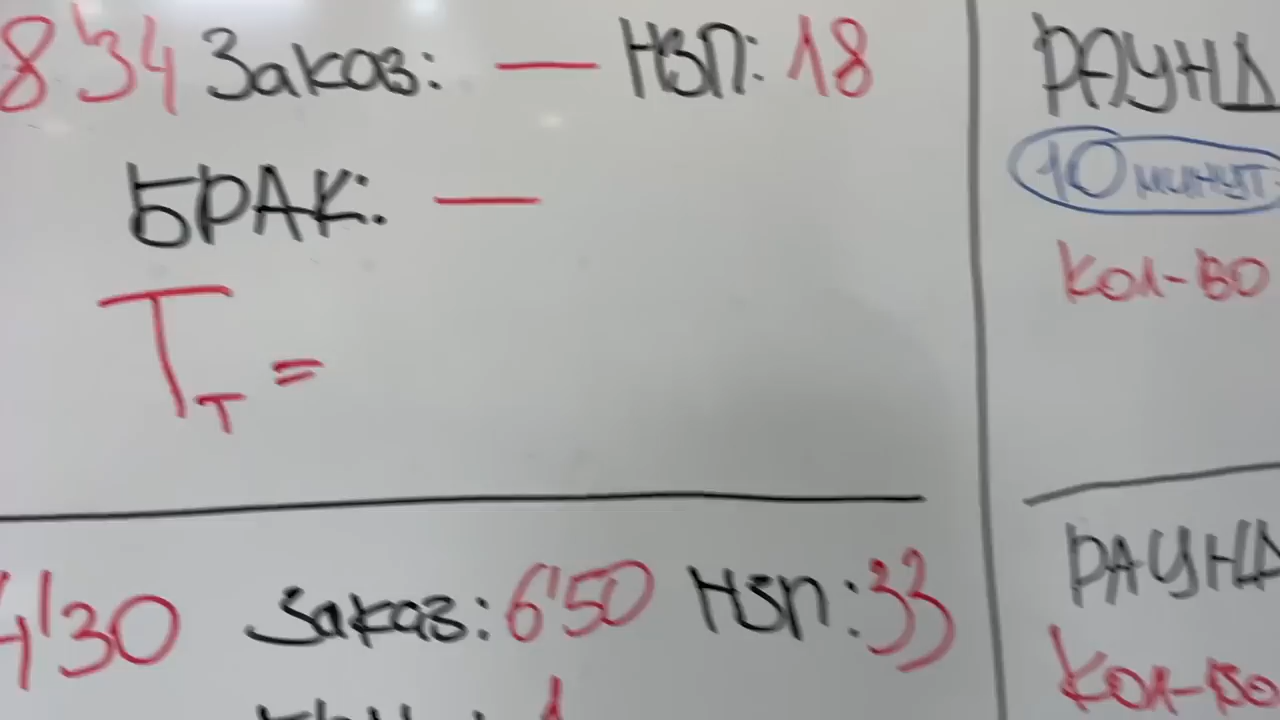 8'34 Заказ: — НЗП: 18
БРАК: —
Тт =
4'30 Заказ: 6'50 НЗП: 33
РАУНД
10 минут
Кол-во
РАУНД
Кол-во